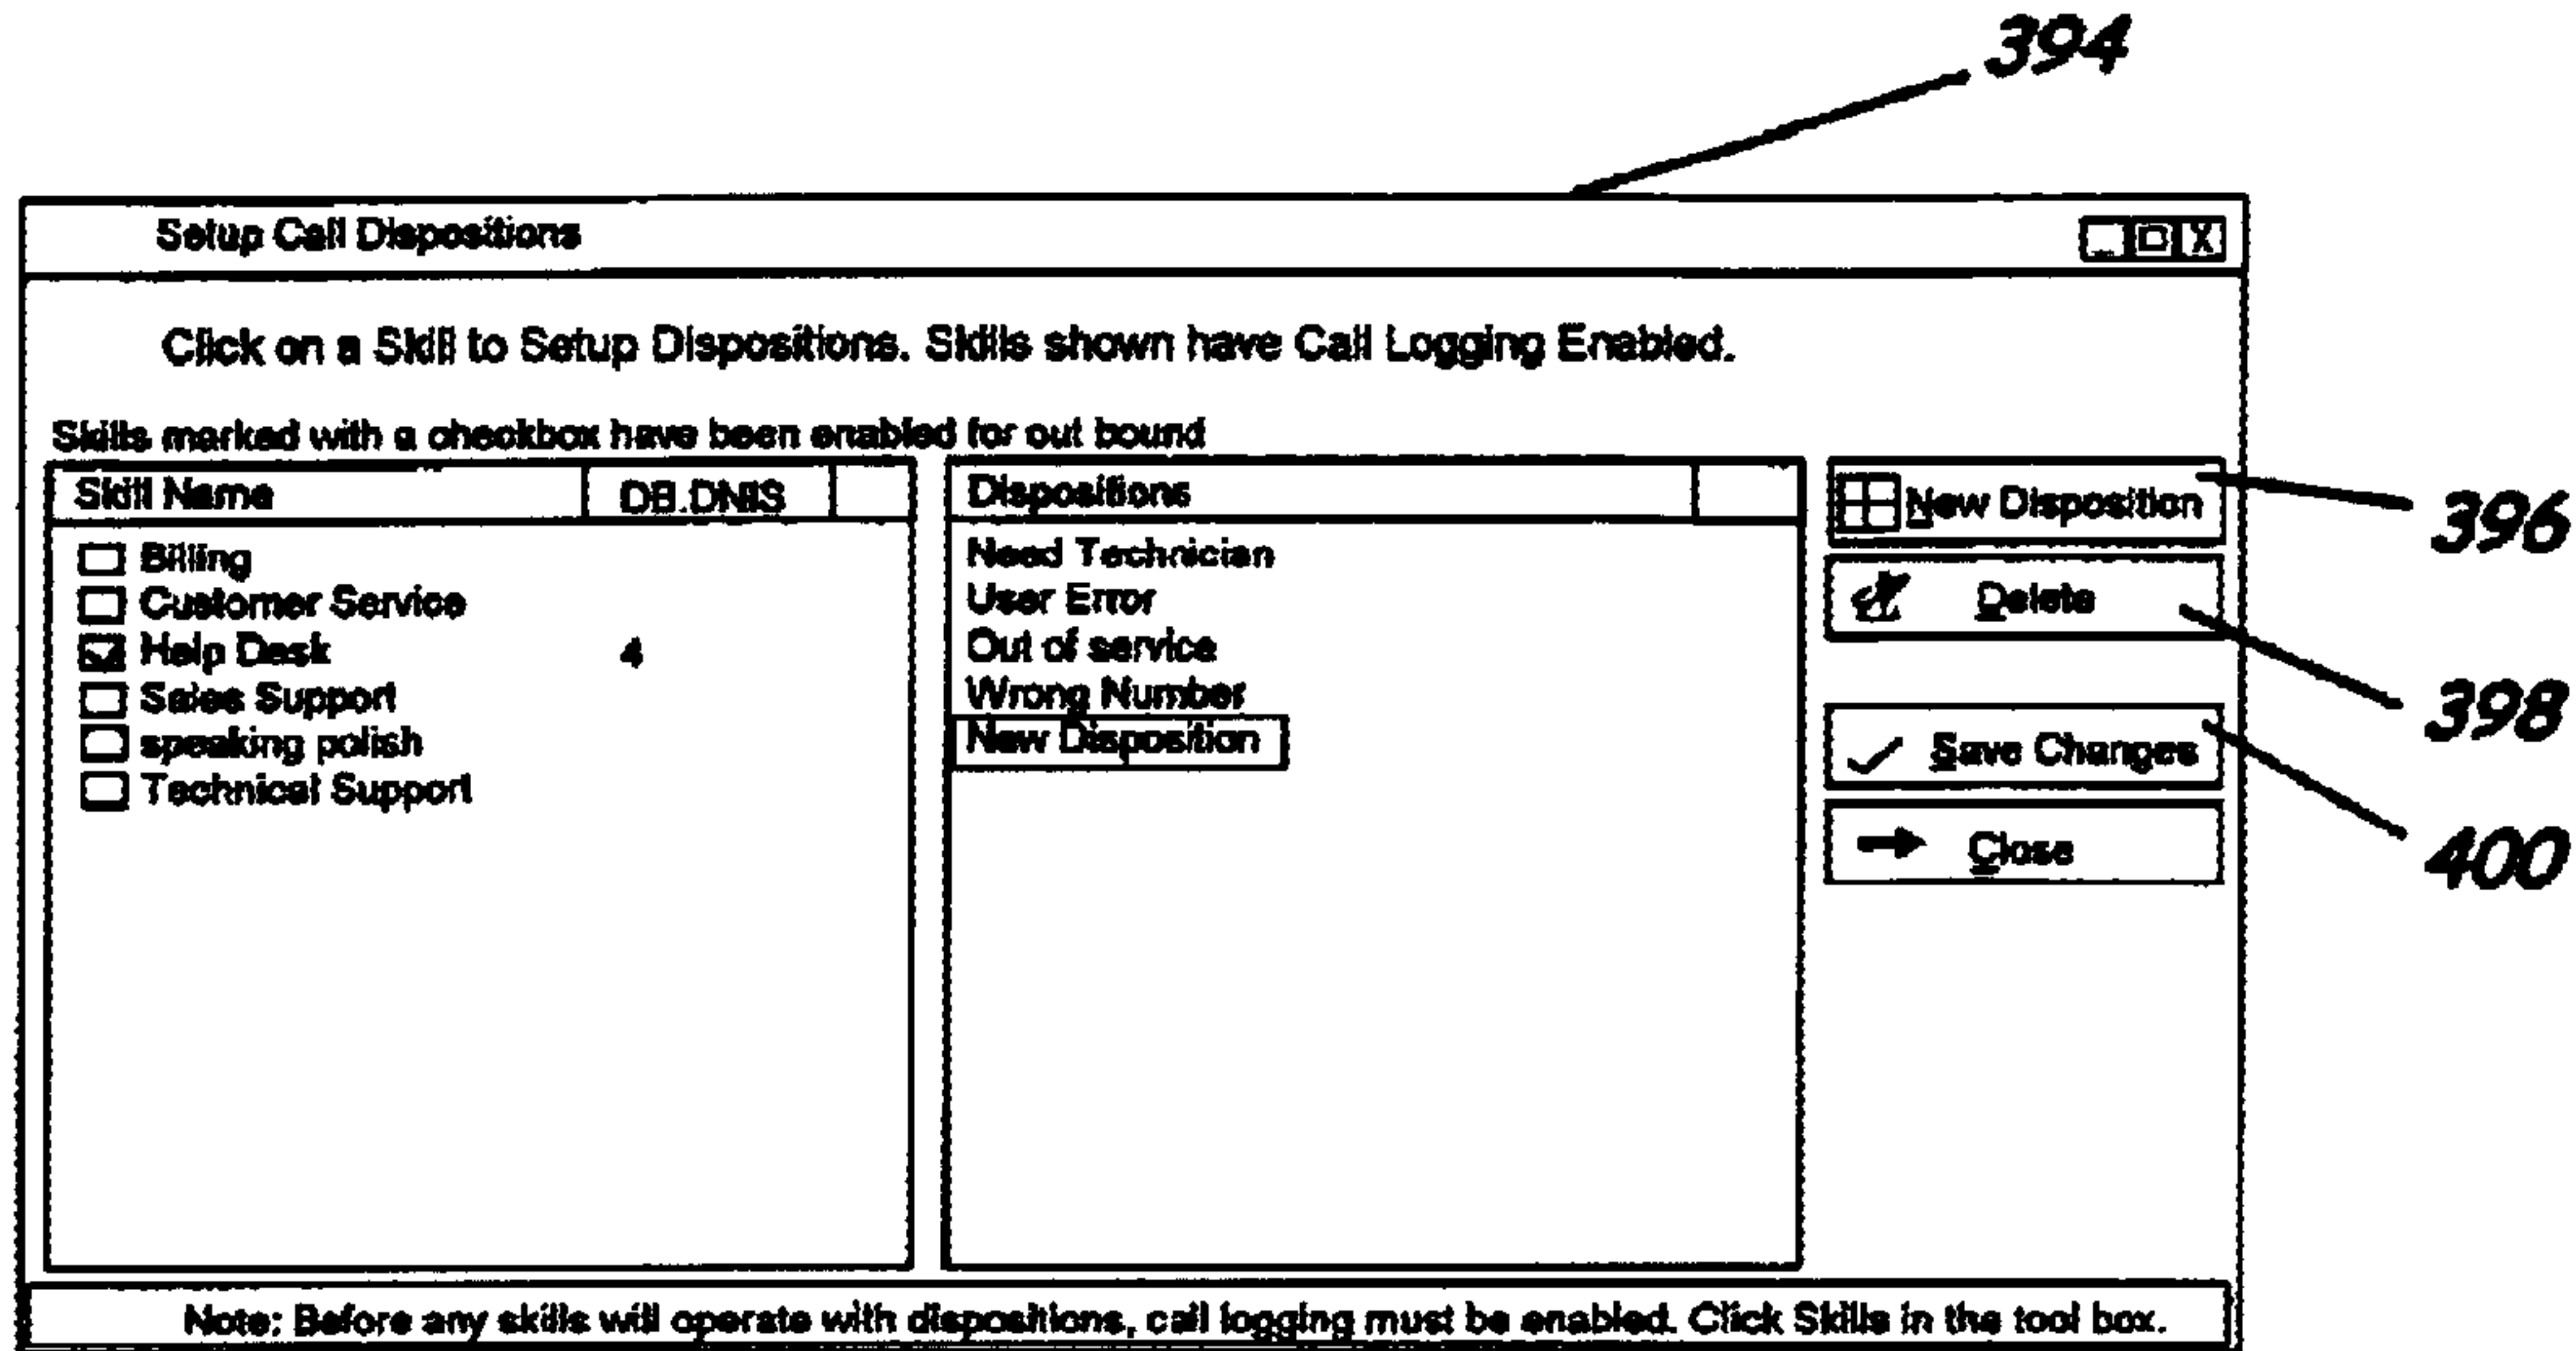 394
Setup Call Dispositions
Click on a Skill to Setup Dispositions. Skills shown have Call Logging Enabled.
Skills marked with a checkbox have been enabled for out bound
Skill Name DB.DNIS
Billing
Customer Service
Help Desk 4
Sales Support
speaking polish
Technical Support
Dispositions
Need Technician
User Error
Out of service
Wrong Number
New Disposition
New Disposition
396
Delete
398
Save Changes
400
Close
Note: Before any skills will operate with dispositions, call logging must be enabled. Click Skills in the tool box.